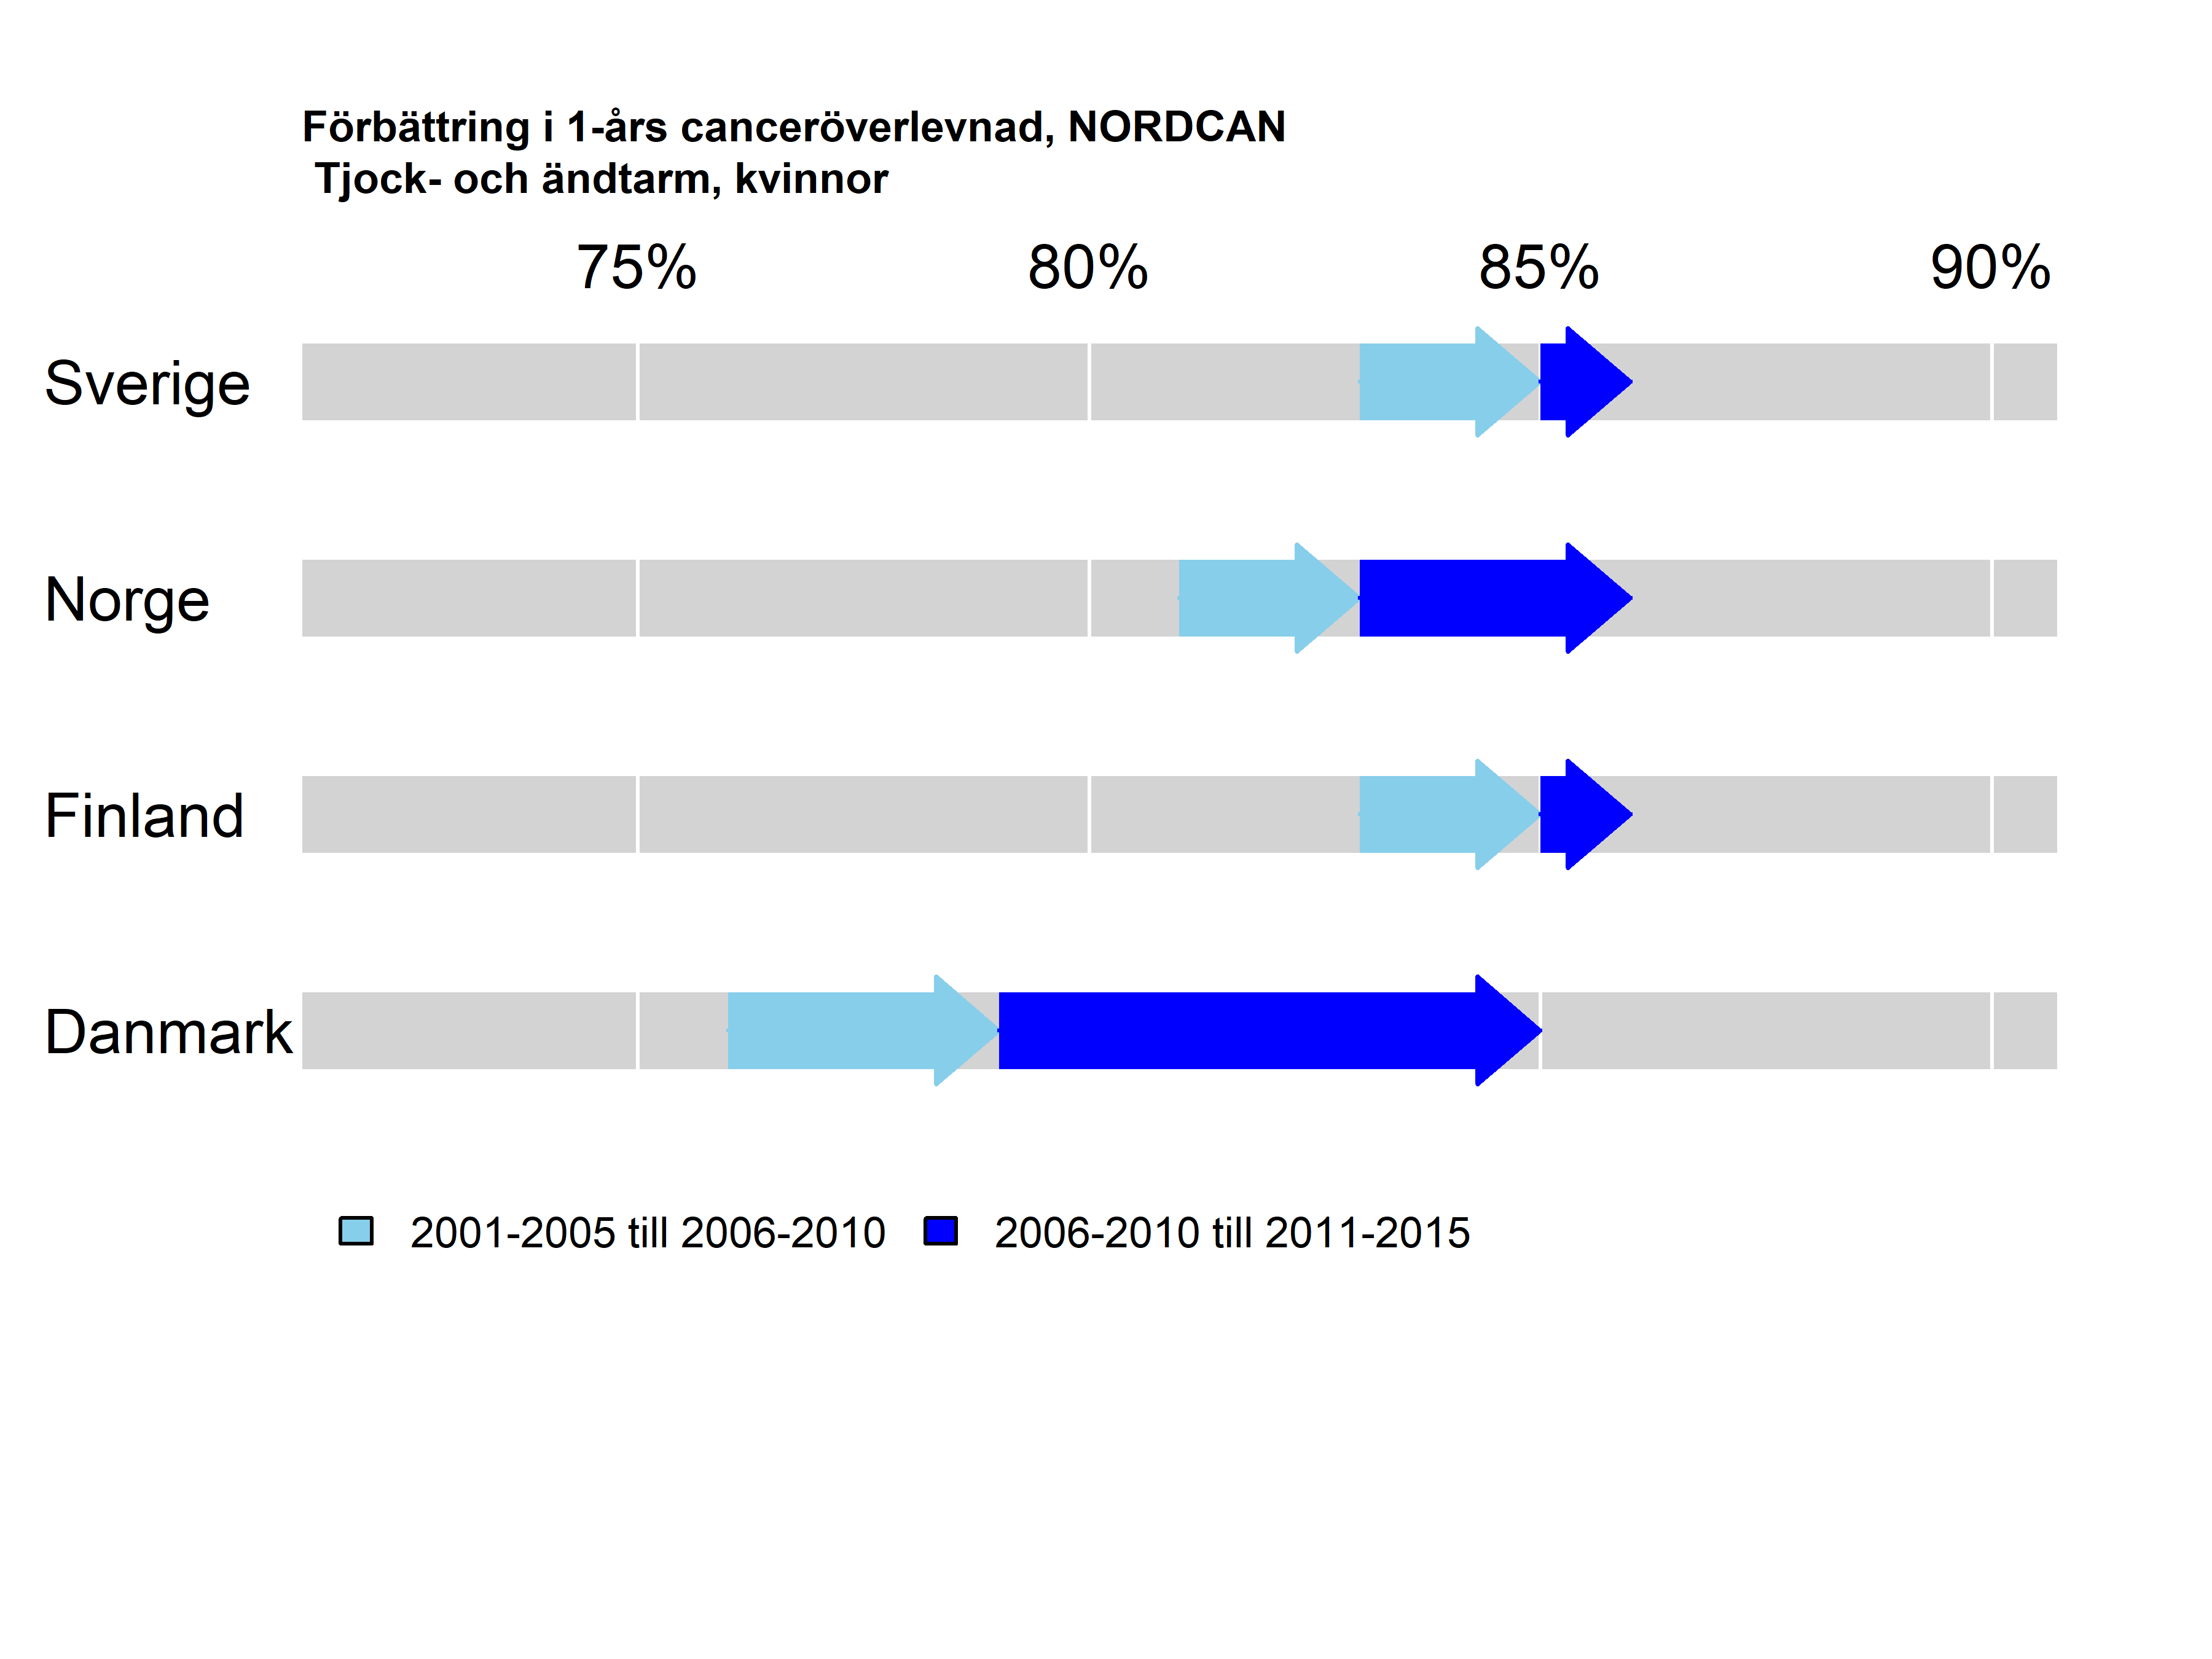 Förbättring i 1-års canceröverlevnad, NORDCAN
Tjock- och ändtarm, kvinnor
75% 80% 85% 90%
Sverige
Norge
Finland
Danmark
2001-2005 till 2006-2010 2006-2010 till 2011-2015